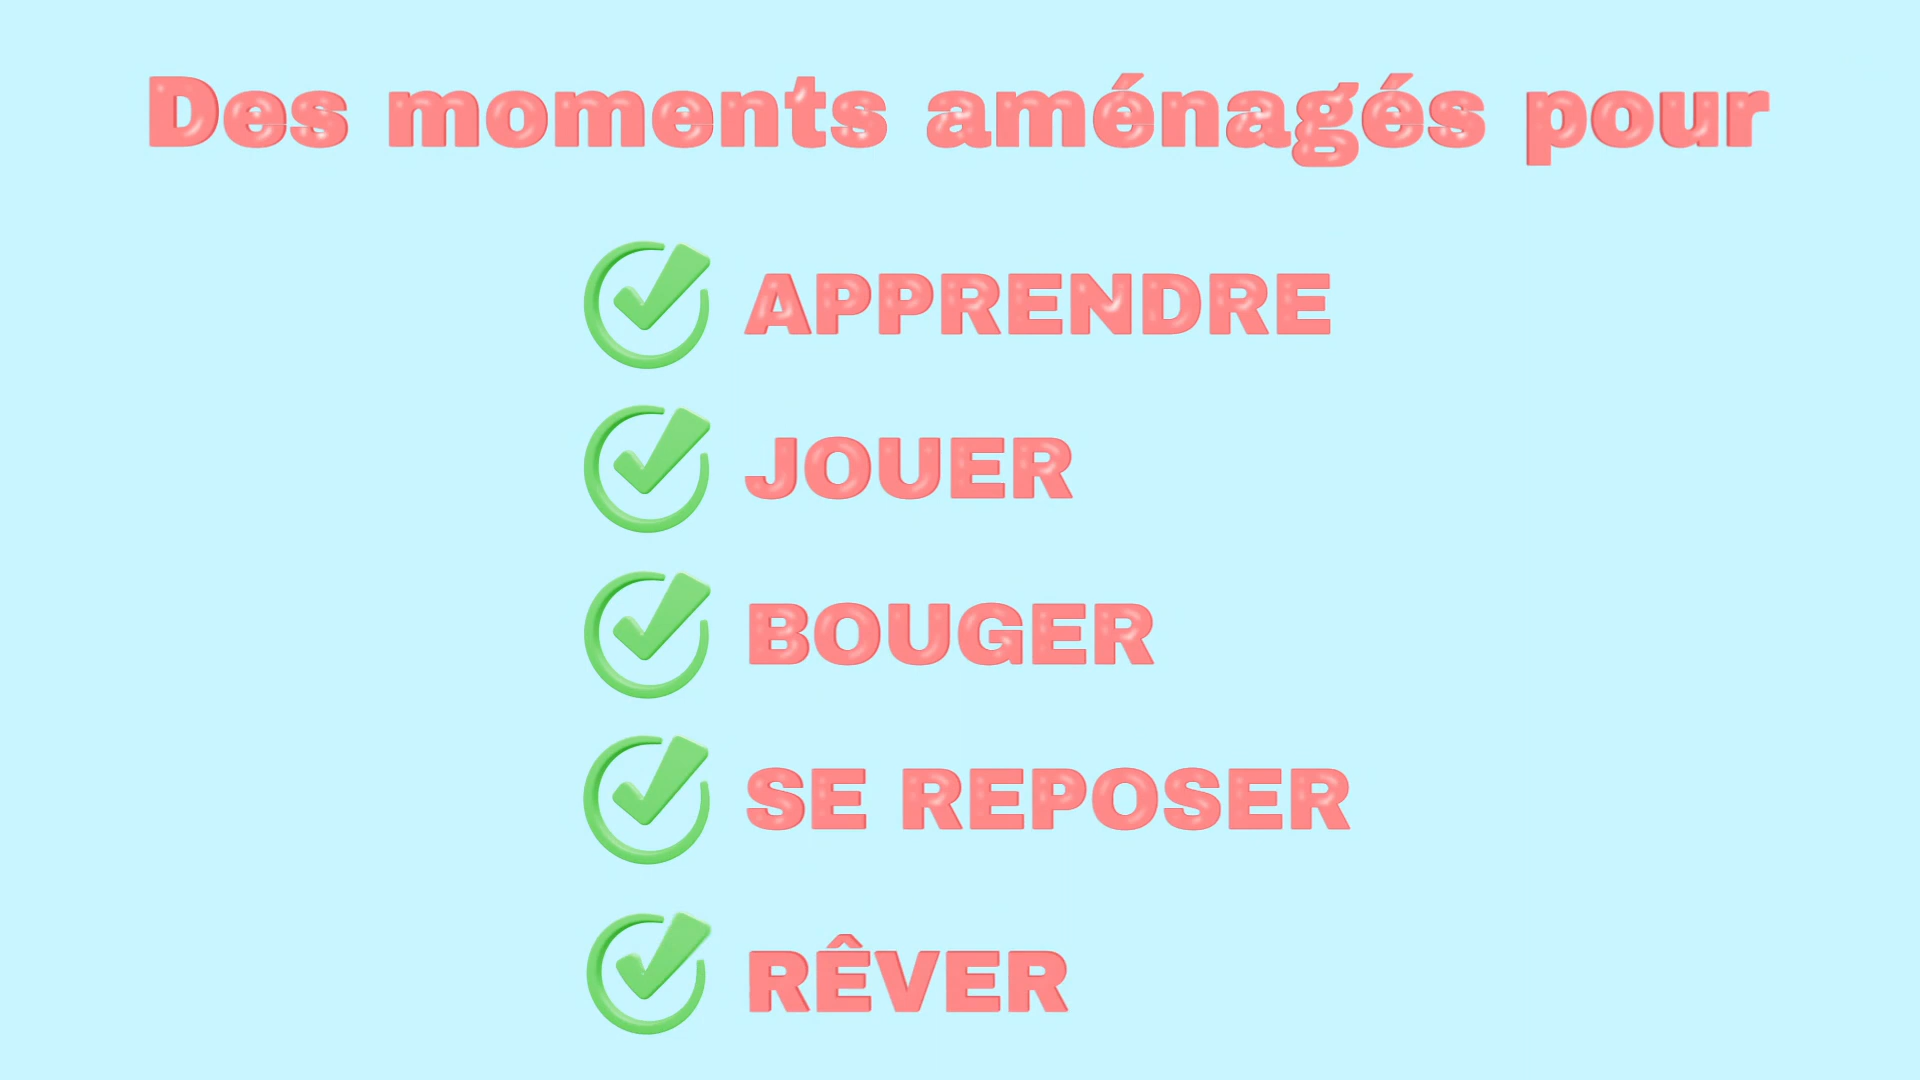 Des moments aménagés pour
APPRENDRE
JOUER
BOUGER
SE REPOSER
RÊVER